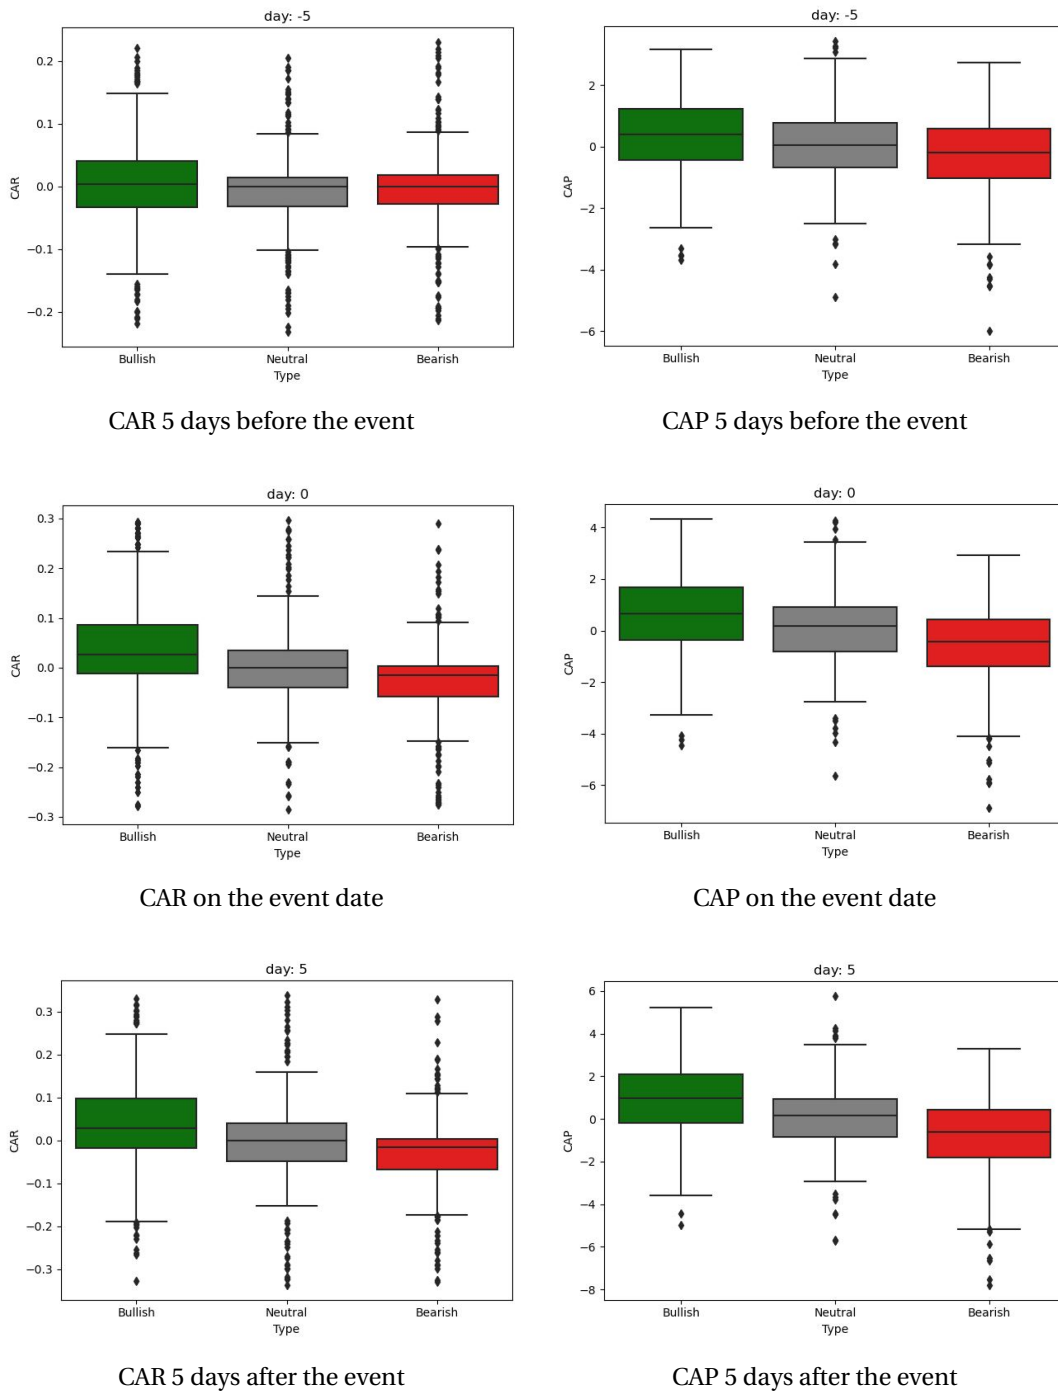 day: -5
0.2
0.1
0.0
−0.1
−0.2
CAR
Bullish
Neutral
Bearish
Type
CAR 5 days before the event
day: -5
2
0
−2
−4
−6
CAP
Bullish
Neutral
Bearish
Type
CAP 5 days before the event
day: 0
0.3
0.2
0.1
0.0
−0.1
−0.2
−0.3
CAR
Bullish
Neutral
Bearish
Type
CAR on the event date
day: 0
4
2
0
−2
−4
−6
CAP
Bullish
Neutral
Bearish
Type
CAP on the event date
day: 5
0.3
0.2
0.1
0.0
−0.1
−0.2
−0.3
CAR
Bullish
Neutral
Bearish
Type
CAR 5 days after the event
day: 5
6
4
2
0
−2
−4
−6
−8
CAP
Bullish
Neutral
Bearish
Type
CAP 5 days after the event